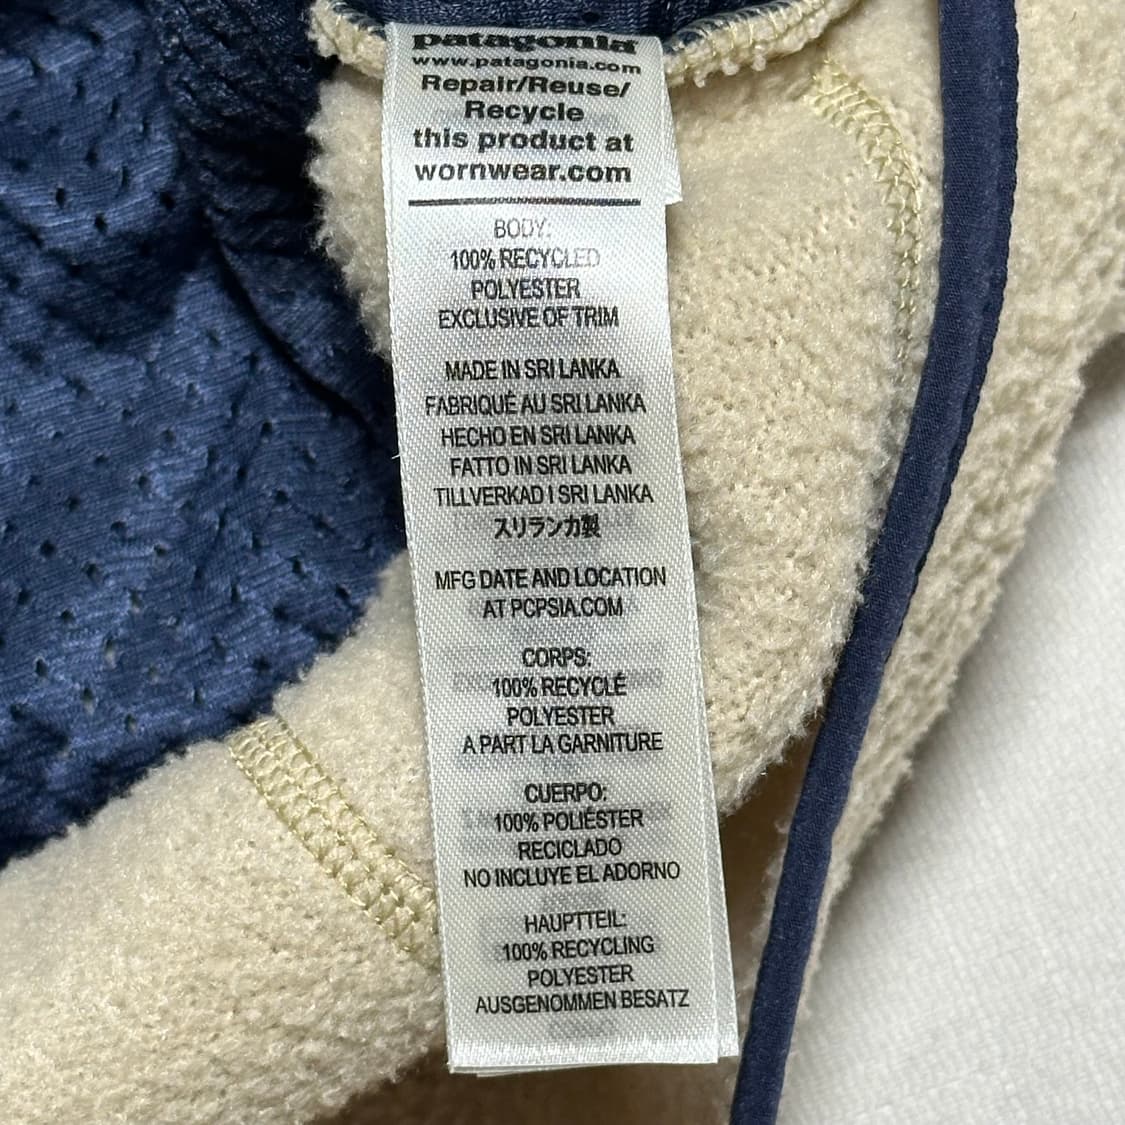 patagonia
www.patagonia.com
Repair/Reuse/
Recycle
this product at
wornwear.com
BODY:
100% RECYCLED
POLYESTER
EXCLUSIVE OF TRIM
MADE IN SRI LANKA
FABRIQUÉ AU SRI LANKA
HECHO EN SRI LANKA
FATTO IN SRI LANKA
TILLVERKAD I SRI LANKA
スリランカ製
MFG DATE AND LOCATION
AT PCPSIA.COM
CORPS:
100% RECYCLÉ
POLYESTER
A PART LA GARNITURE
CUERPO:
100% POLIÉSTER
RECICLADO
NO INCLUYE EL ADORNO
HAUPTTEIL:
100% RECYCLING
POLYESTER
AUSGENOMMEN BESATZ